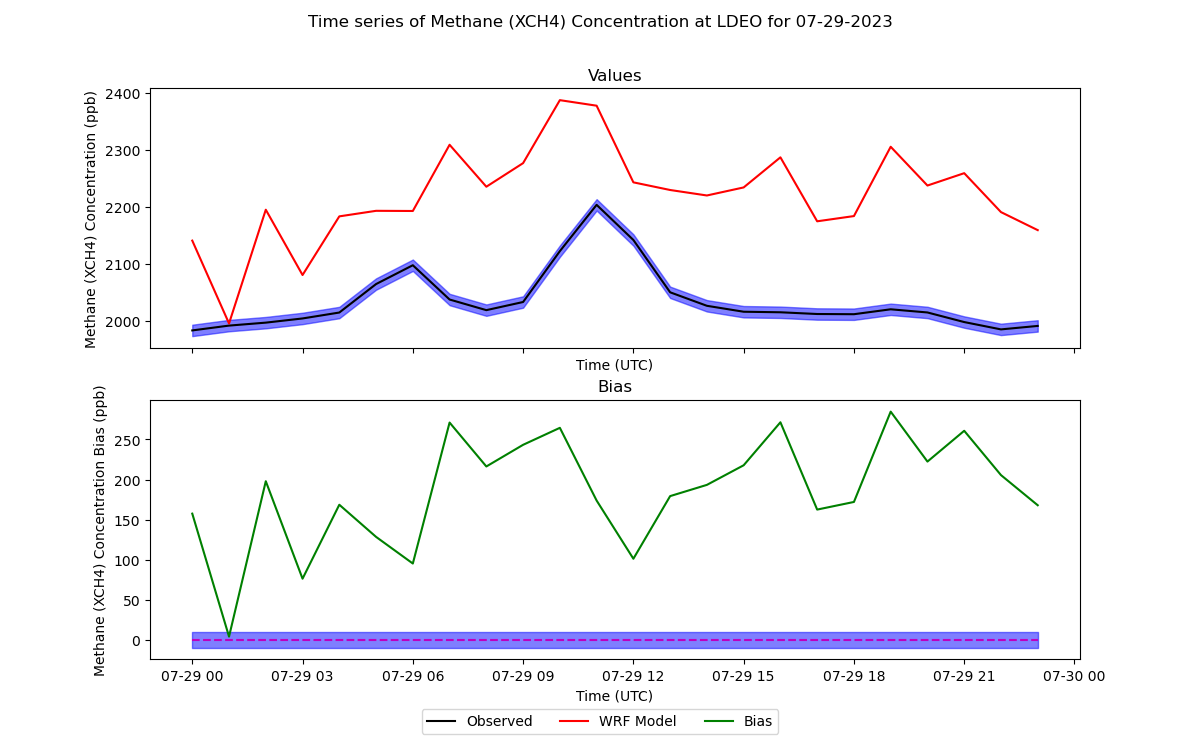 Time series of Methane (XCH4) Concentration at LDEO for 07-29-2023
Values
Methane (XCH4) Concentration (ppb)
2400
2300
2200
2100
2000
Time (UTC)
Bias
Methane (XCH4) Concentration Bias (ppb)
250
200
150
100
50
0
07-29 00 07-29 03 07-29 06 07-29 09 07-29 12 07-29 15 07-29 18 07-29 21 07-30 00
Time (UTC)
Observed WRF Model Bias